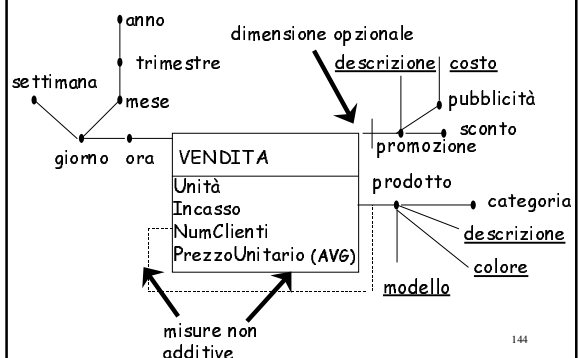 anno
dimensione opzionale
trimestre
descrizione costo
settimana
mese
pubblicità
sconto
giorno ora
promozione
VENDITA
prodotto
Unità
Incasso
categoria
NumClienti
descrizione
PrezzoUnitario (AVG)
colore
modello
misure non
additive
144